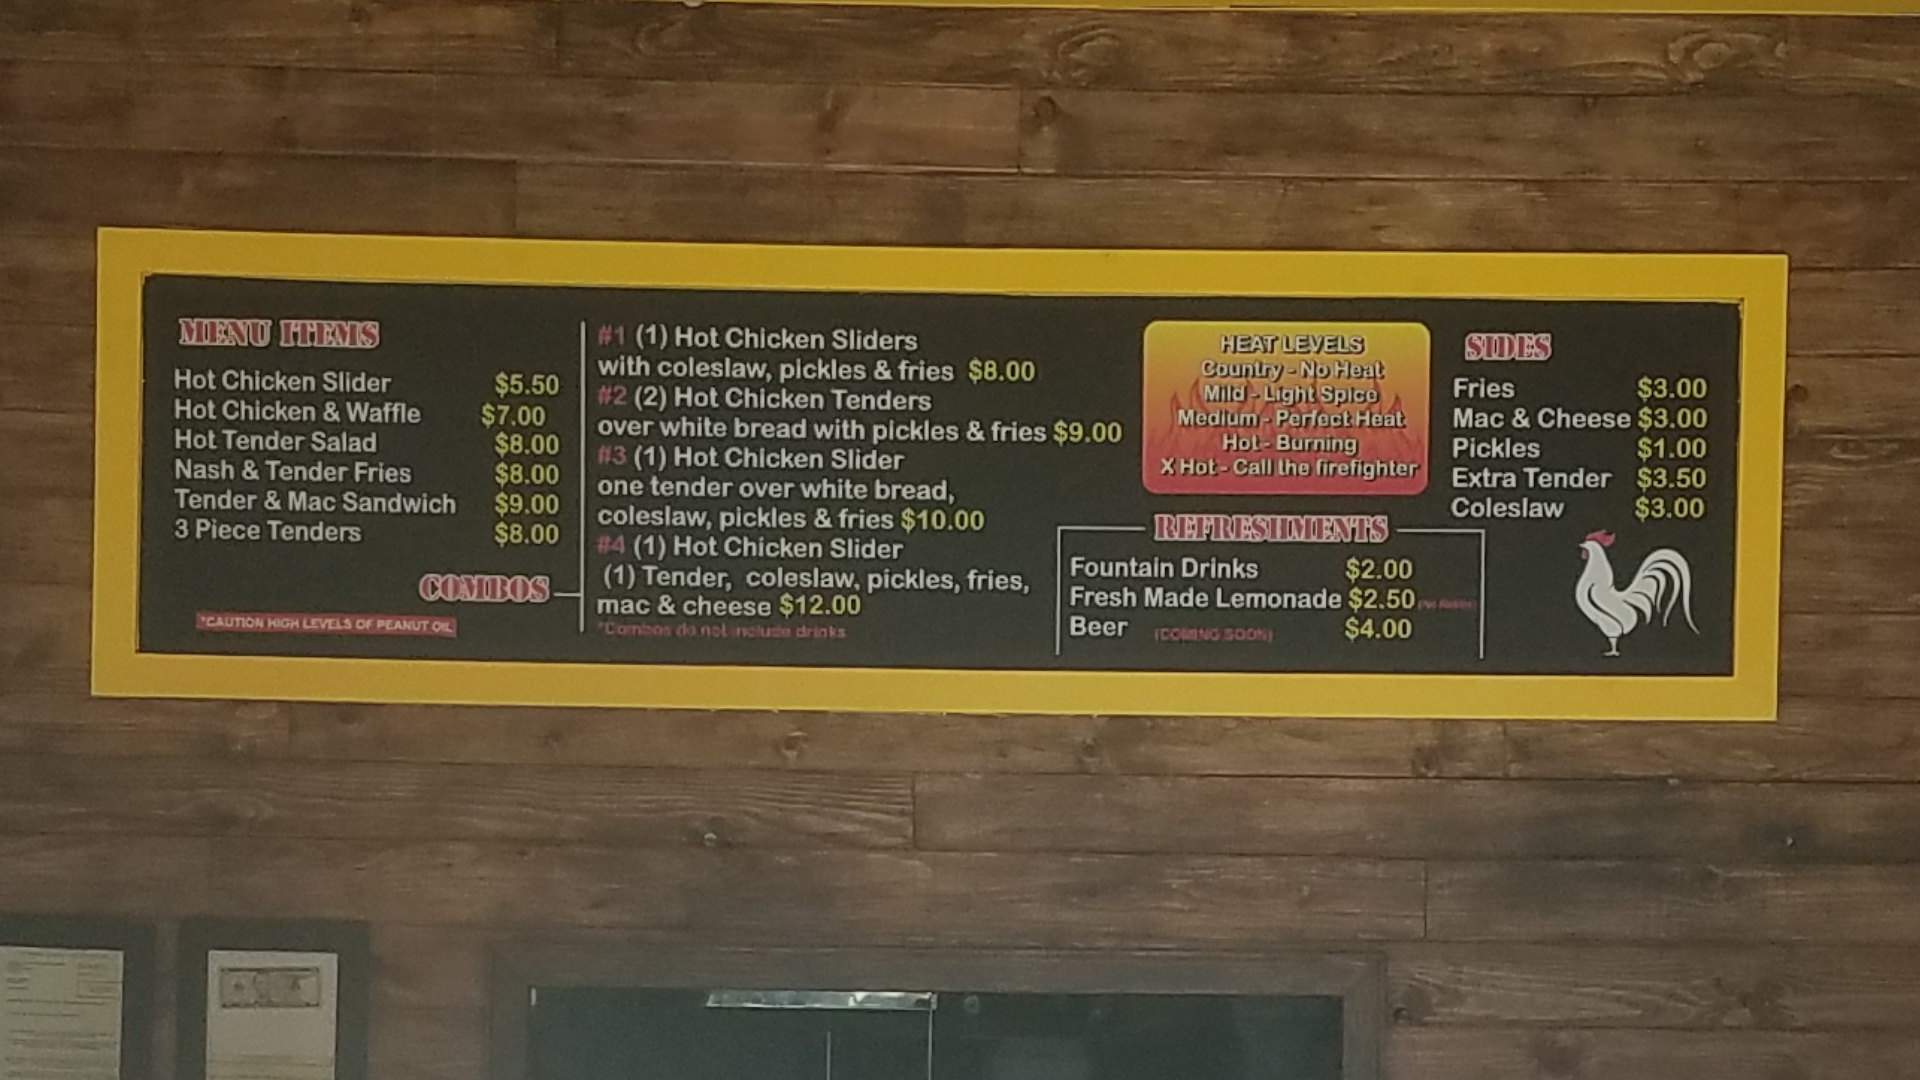 MENU ITEMS
Hot Chicken Slider $5.50
Hot Chicken & Waffle $7.00
Hot Tender Salad $8.00
Nash & Tender Fries $8.00
Tender & Mac Sandwich $9.00
3 Piece Tenders $8.00
*CAUTION HIGH LEVELS OF PEANUT OIL
COMBOS
#1 (1) Hot Chicken Sliders
with coleslaw, pickles & fries $8.00
#2 (2) Hot Chicken Tenders
over white bread with pickles & fries $9.00
#3 (1) Hot Chicken Slider
one tender over white bread,
coleslaw, pickles & fries $10.00
#4 (1) Hot Chicken Slider
(1) Tender, coleslaw, pickles, fries,
mac & cheese $12.00
*Combos do not include drinks
HEAT LEVELS
Country - No Heat
Mild - Light Spice
Medium - Perfect Heat
Hot - Burning
X Hot - Call the firefighter
REFRESHMENTS
Fountain Drinks $2.00
Fresh Made Lemonade $2.50
Beer (COMING SOON) $4.00
SIDES
Fries $3.00
Mac & Cheese $3.00
Pickles $1.00
Extra Tender $3.50
Coleslaw $3.00